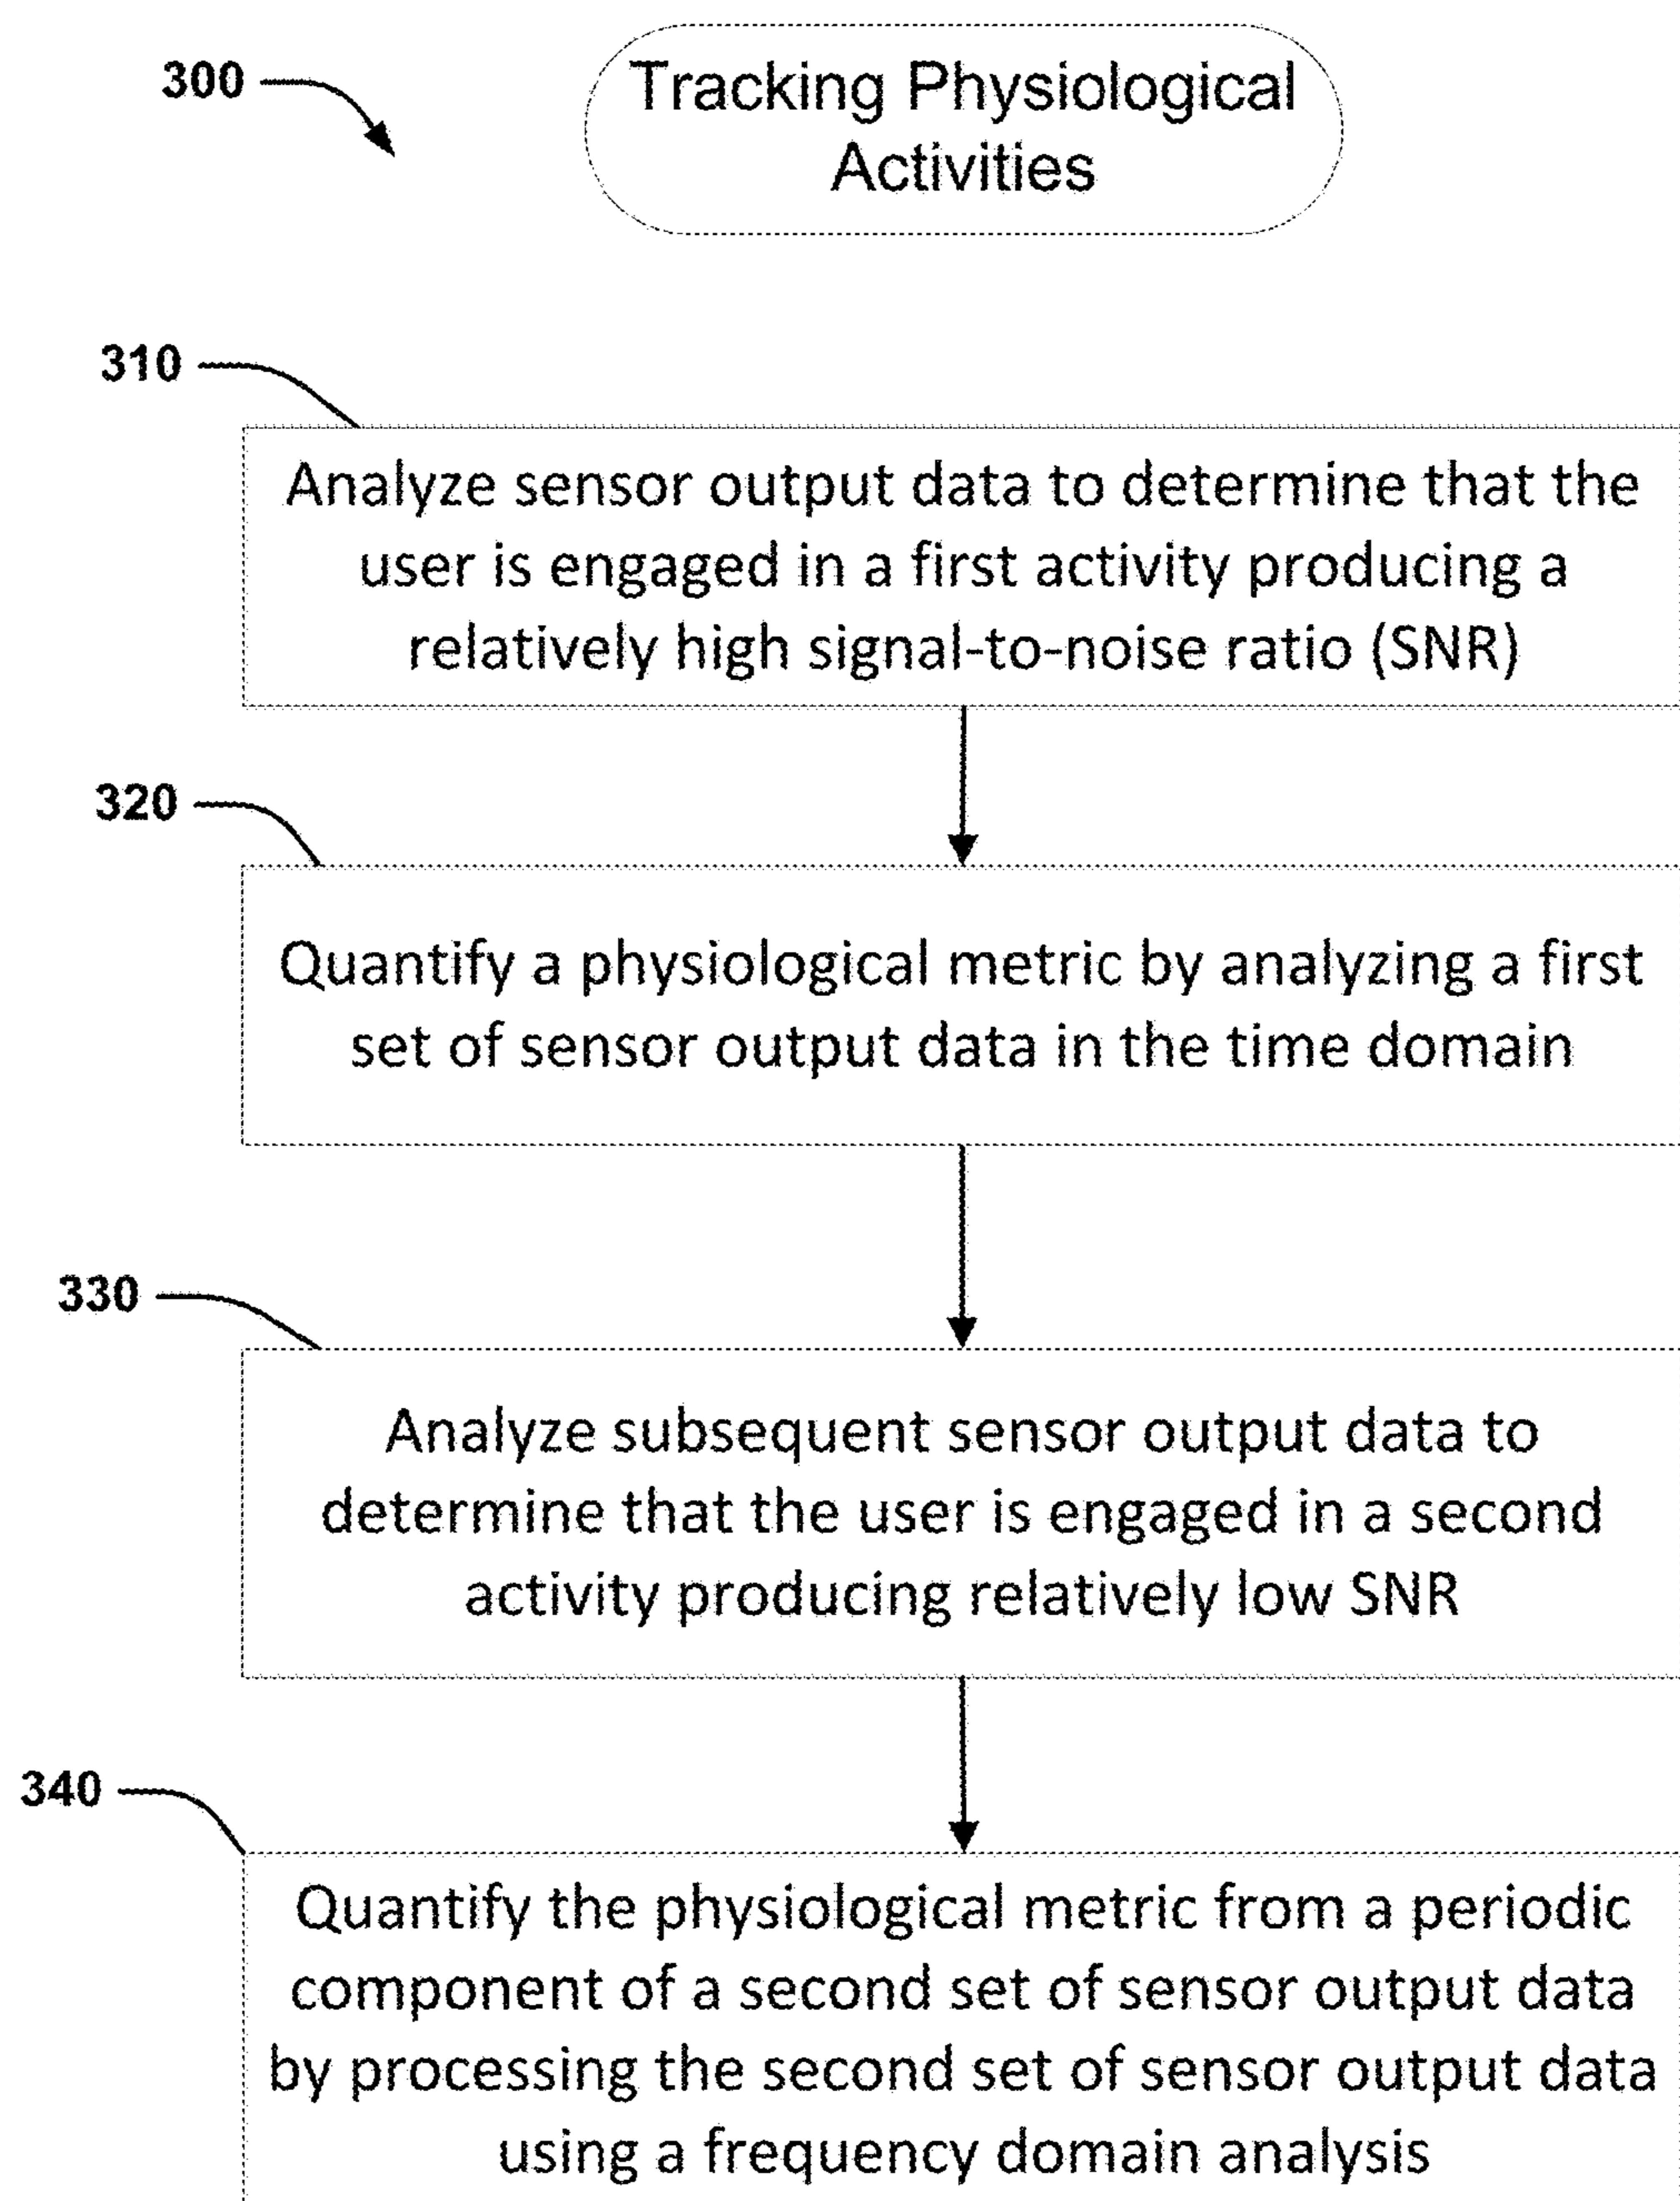 300
Tracking Physiological
Activities
310
Analyze sensor output data to determine that the
user is engaged in a first activity producing a
relatively high signal-to-noise ratio (SNR)
320
Quantify a physiological metric by analyzing a first
set of sensor output data in the time domain
330
Analyze subsequent sensor output data to
determine that the user is engaged in a second
activity producing relatively low SNR
340
Quantify the physiological metric from a periodic
component of a second set of sensor output data
by processing the second set of sensor output data
using a frequency domain analysis